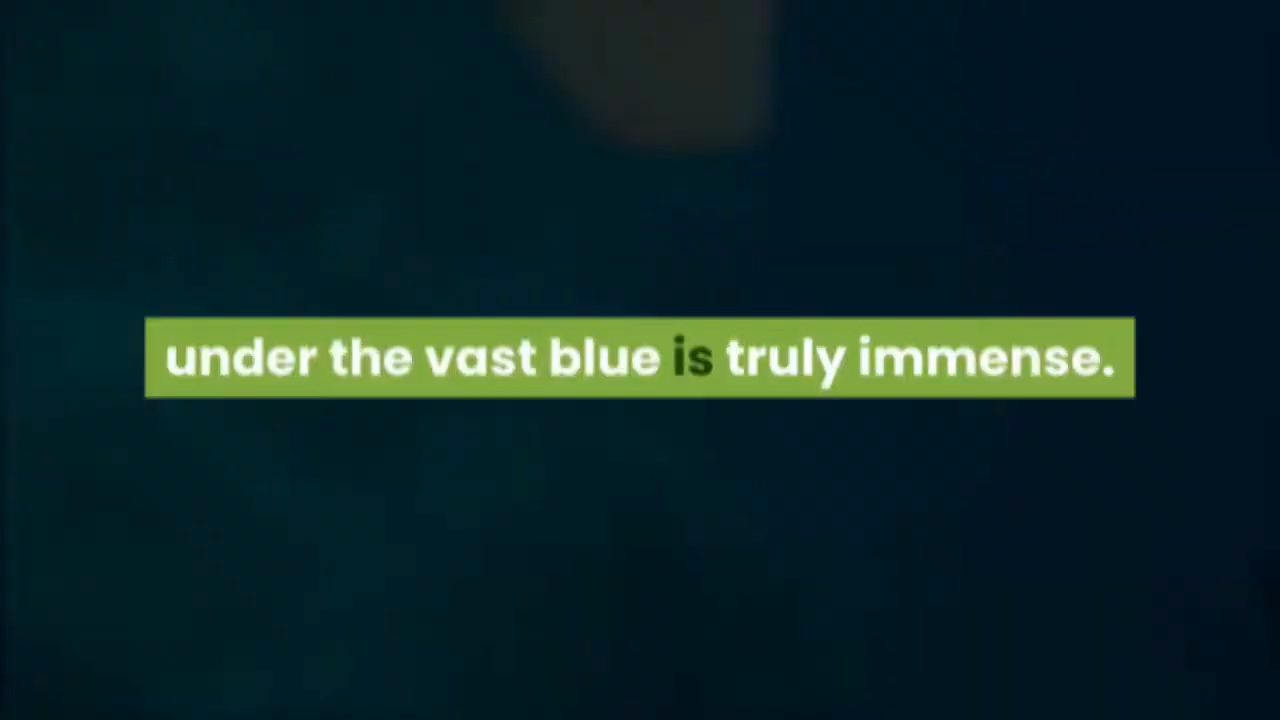 under the vast blue is truly immense.